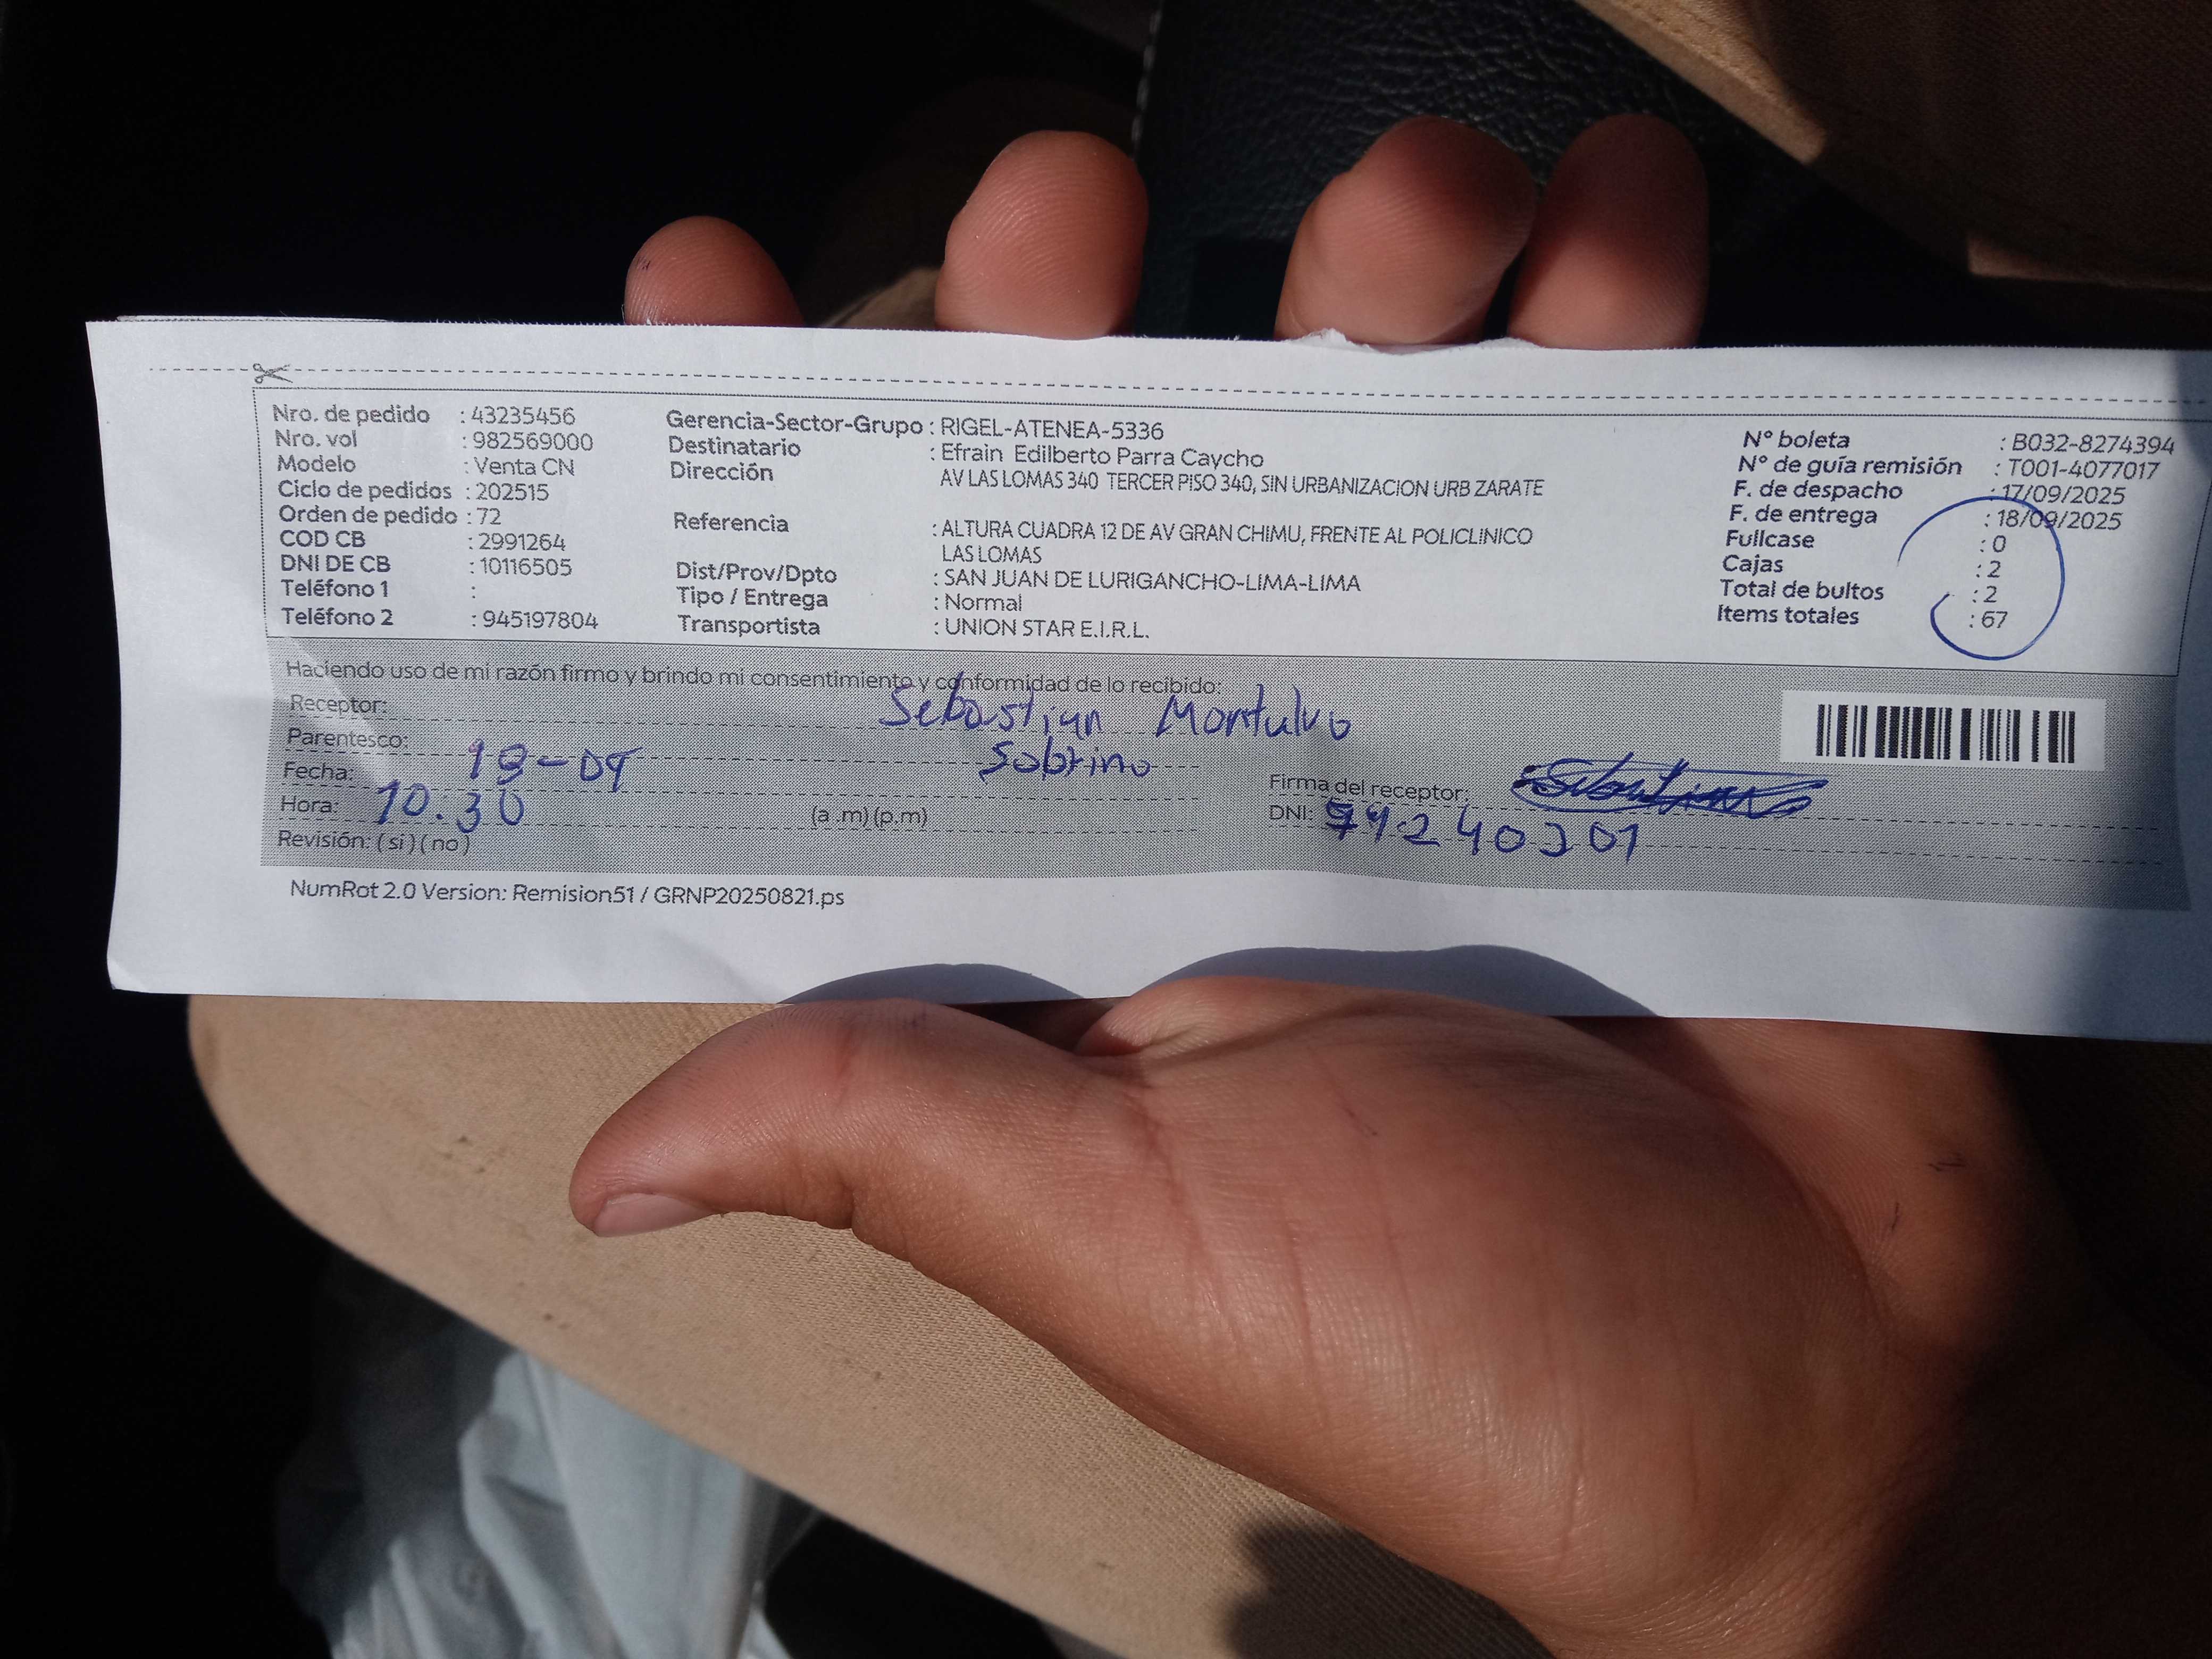 Nro. de pedido : 43235456
Nro. vol : 982569000
Modelo : Venta CN
Ciclo de pedidos : 202515
Orden de pedido : 72
COD CB : 2991264
DNI DE CB : 10116505
Teléfono 1 :
Teléfono 2 : 945197804
Gerencia-Sector-Grupo : RIGEL-ATENEA-5336
Destinatario : Efrain Edilberto Parra Caycho
Dirección AV LAS LOMAS 340 TERCER PISO 340, SIN URBANIZACION URB ZARATE
Referencia : ALTURA CUADRA 12 DE AV GRAN CHIMU, FRENTE AL POLICLINICO
LAS LOMAS
Dist/Prov/Dpto : SAN JUAN DE LURIGANCHO-LIMA-LIMA
Tipo / Entrega : Normal
Transportista : UNION STAR E.I.R.L.
N° boleta : B032-8274394
N° de guía remisión : T001-4077017
F. de despacho : 17/09/2025
F. de entrega : 18/09/2025
Fullcase : 0
Cajas : 2
Total de bultos : 2
Items totales : 67
Haciendo uso de mi razón firmo y brindo mi consentimiento y conformidad de lo recibido:
Receptor: Sebastian Montalvo
Parentesco: Sobrino
Fecha: 18-09
Hora: 10:30 (a .m) (p.m)
Revisión: ( si ) ( no )
Firma del receptor:
DNI:
NumRot 2.0 Version: Remision51 / GRNP20250821.ps